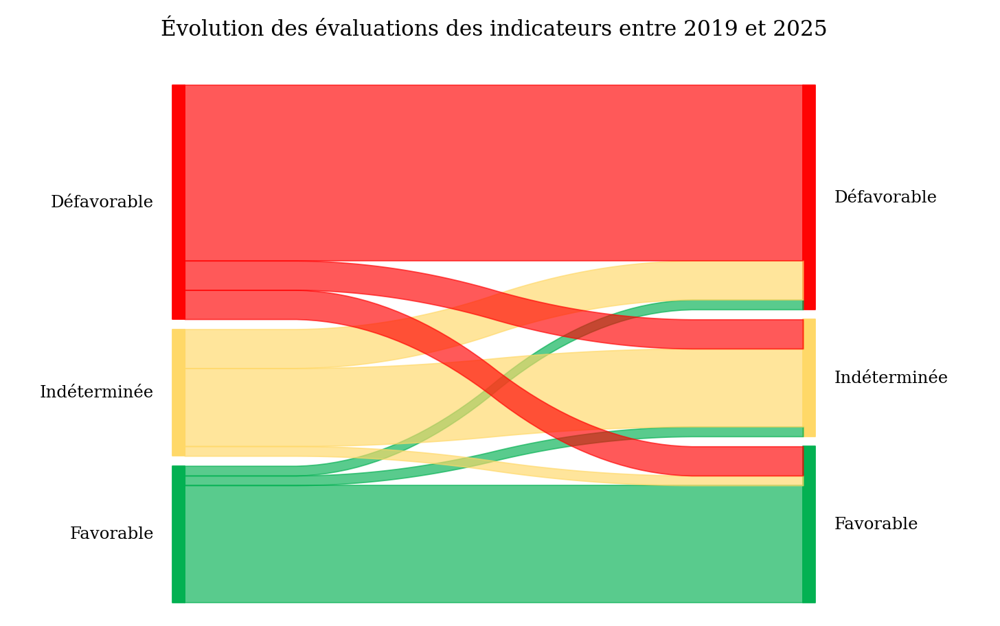 Évolution des évaluations des indicateurs entre 2019 et 2025
Défavorable
Indéterminée
Favorable
Défavorable
Indéterminée
Favorable